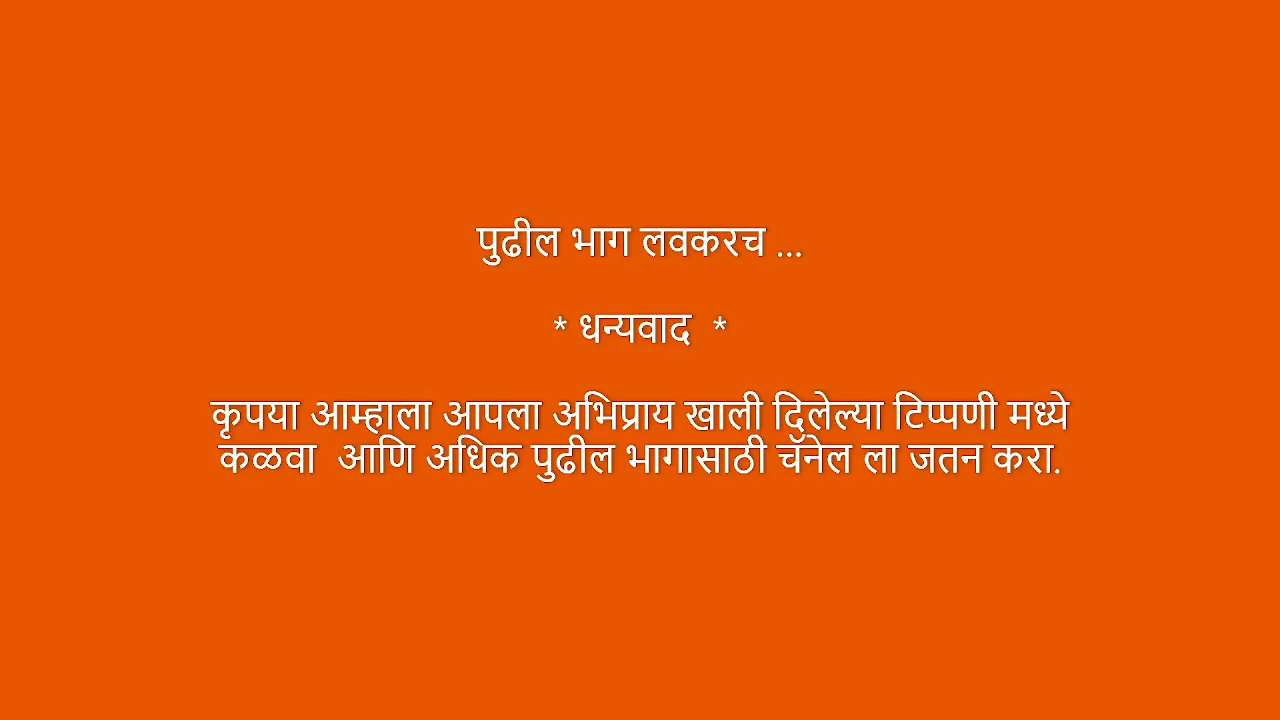 पुढील भाग लवकरच ...
* धन्यवाद  *
कृपया आम्हाला आपला अभिप्राय खाली दिलेल्या टिप्पणी मध्ये
कळवा  आणि अधिक पुढील भागासाठी चॅनेल ला जतन करा.